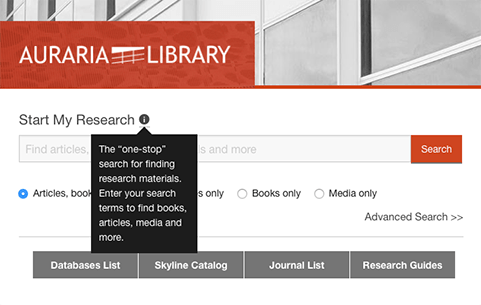 AURARIA LIBRARY
Start My Research
Find articles, is and more
Search
The “one-stop”
search for finding
research materials.
Enter your search
terms to find books,
articles, media and
more.
Articles, book s only Books only Media only
Advanced Search >>
Databases List Skyline Catalog Journal List Research Guides